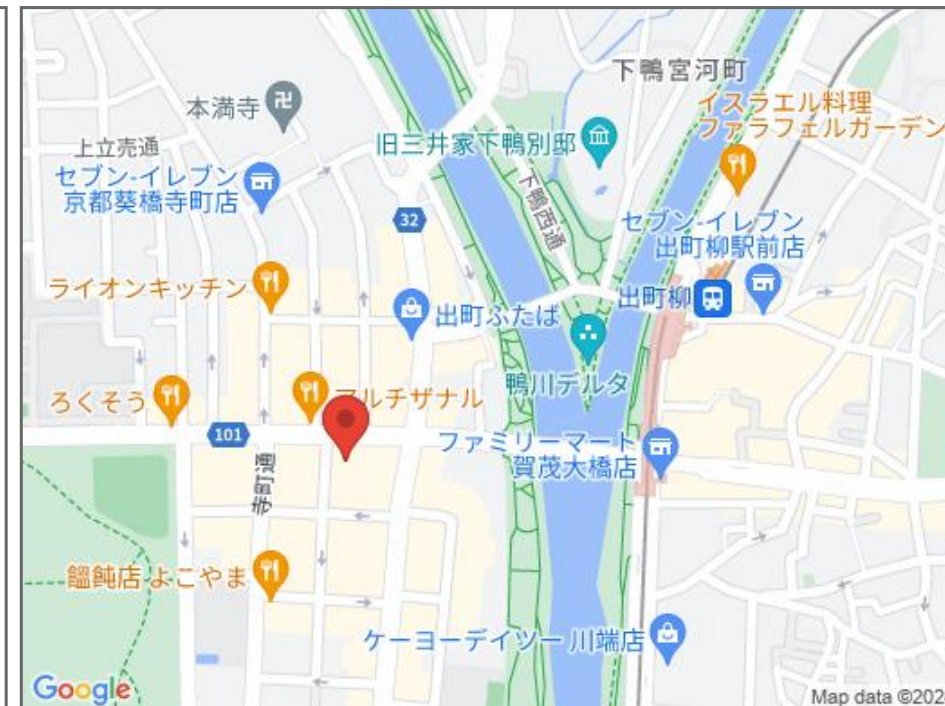 下鴨宮河町
本満寺
イスラエル料理
ファラフェルガーデン
旧三井家下鴨別邸
上立売通
セブン-イレブン
京都葵橋寺町店
下鴨西通
32
セブン-イレブン
出町柳駅前店
ライオンキッチン
出町ふたば
出町柳
鴨川デルタ
ろくそう
アルチザナル
101
ファミリーマート
賀茂大橋店
寺町通
饂飩店 よこやま
ケーヨーデイツー 川端店
Google
Map data ©202